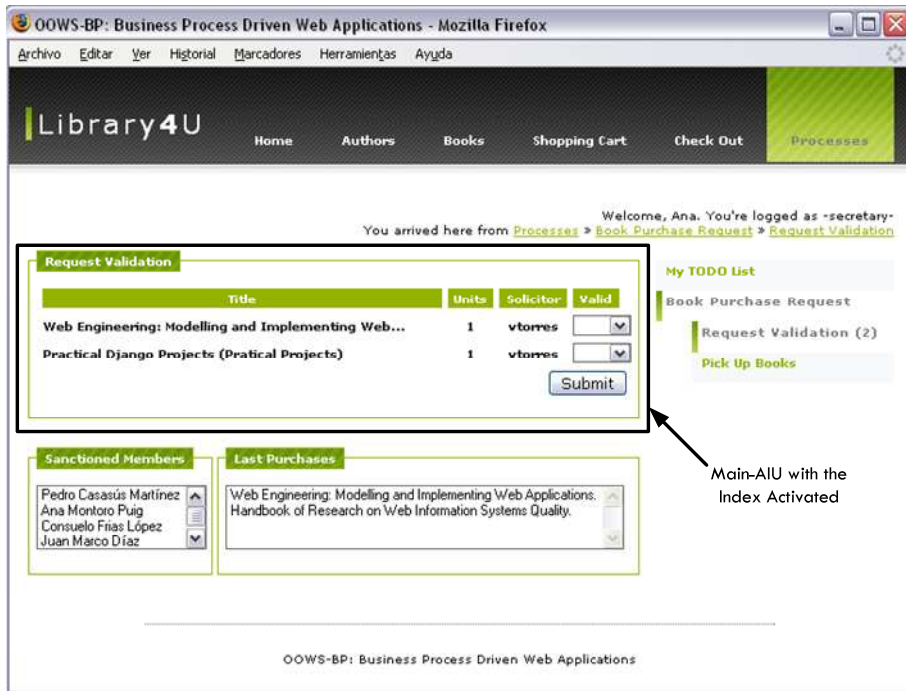 OOWS-BP: Business Process Driven Web Applications - Mozilla Firefox
Archivo Editar Ver Historial Marcadores Herramientas Ayuda
Library4U
Home Authors Books Shopping Cart Check Out Processes
Welcome, Ana. You're logged as -secretary-
You arrived here from Processes » Book Purchase Request » Request Validation
Request Validation
Title Units Solicitor Valid
Web Engineering: Modelling and Implementing Web... 1 vtorres
Practical Django Projects (Pratical Projects) 1 vtorres
Submit
My TODO List
Book Purchase Request
Request Validation (2)
Pick Up Books
Main-AIU with the
Index Activated
Sanctioned Members
Pedro Casasús Martínez
Ana Montoro Puig
Consuelo Frías López
Juan Marco Díaz
Last Purchases
Web Engineering: Modelling and Implementing Web Applications.
Handbook of Research on Web Information Systems Quality.
OOWS-BP: Business Process Driven Web Applications